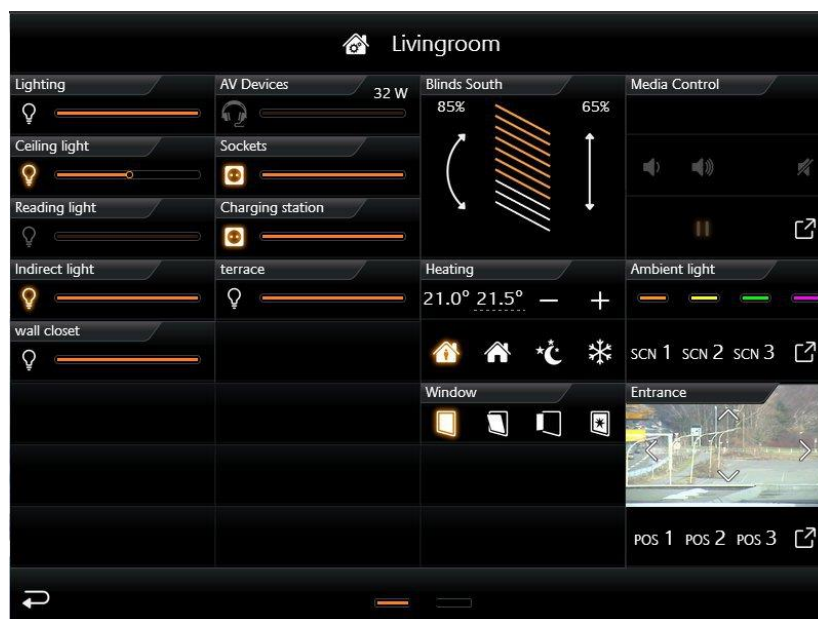 Livingroom
Lighting
AV Devices
32 W
Blinds South
85%
65%
Media Control
Ceiling light
Sockets
Reading light
Charging station
Indirect light
terrace
Heating
21.0° 21.5°
Ambient light
wall closet
SCN 1 SCN 2 SCN 3
Window
Entrance
POS 1 POS 2 POS 3